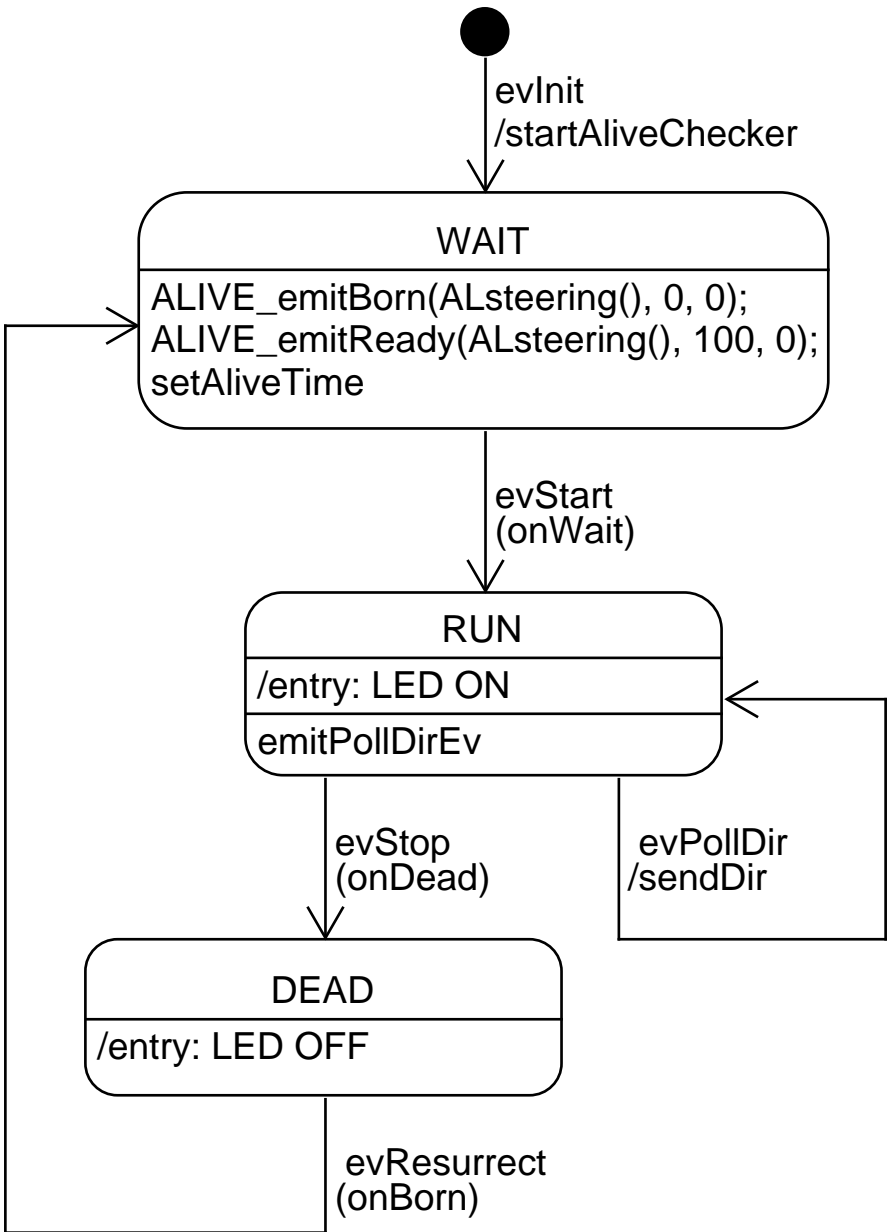 evInit
/startAliveChecker
WAIT
ALIVE_emitBorn(ALsteering(), 0, 0);
ALIVE_emitReady(ALsteering(), 100, 0);
setAliveTime
evStart
(onWait)
RUN
/entry: LED ON
emitPollDirEv
evStop
(onDead)
evPollDir
/sendDir
DEAD
/entry: LED OFF
evResurrect
(onBorn)